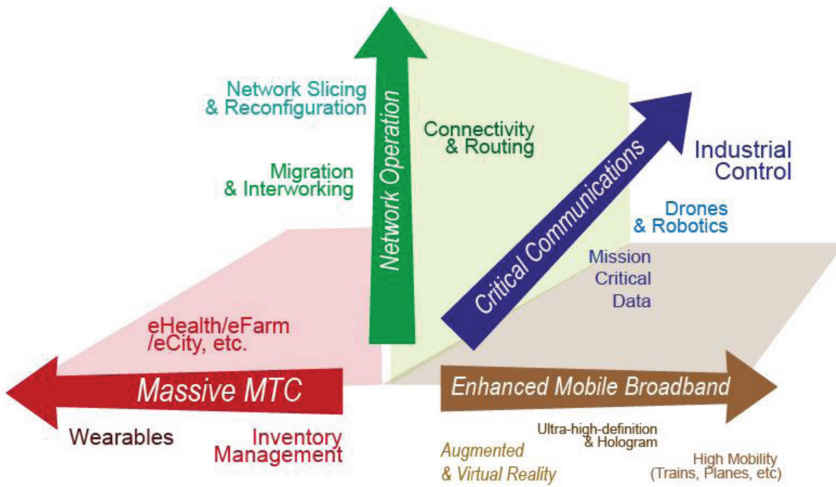 Network Slicing
& Reconfiguration
Migration
& Interworking
Network Operation
Connectivity
& Routing
Critical Communications
Industrial
Control
Drones
& Robotics
Mission
Critical
Data
eHealth/eFarm
/eCity, etc.
Massive MTC
Wearables
Inventory
Management
Enhanced Mobile Broadband
Ultra-high-definition
& Hologram
Augmented
& Virtual Reality
High Mobility
(Trains, Planes, etc)